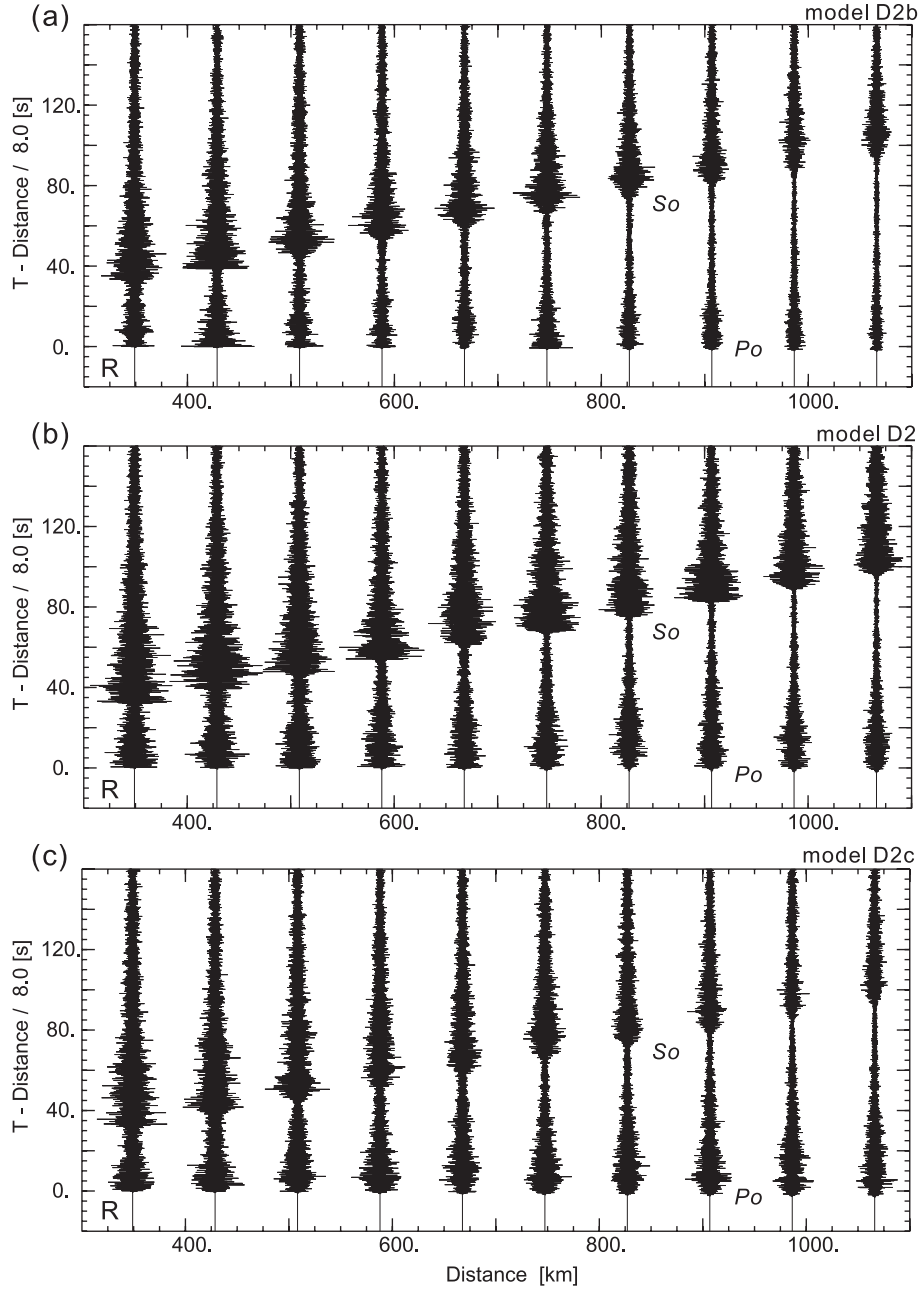 (a)
model D2b
T - Distance / 8.0 [s]
120.
80.
40.
0.
So
Po
R
400. 600. 800. 1000.
(b)
model D2
T - Distance / 8.0 [s]
120.
80.
40.
0.
So
Po
R
400. 600. 800. 1000.
(c)
model D2c
T - Distance / 8.0 [s]
120.
80.
40.
0.
So
Po
R
400. 600. 800. 1000.
Distance [km]